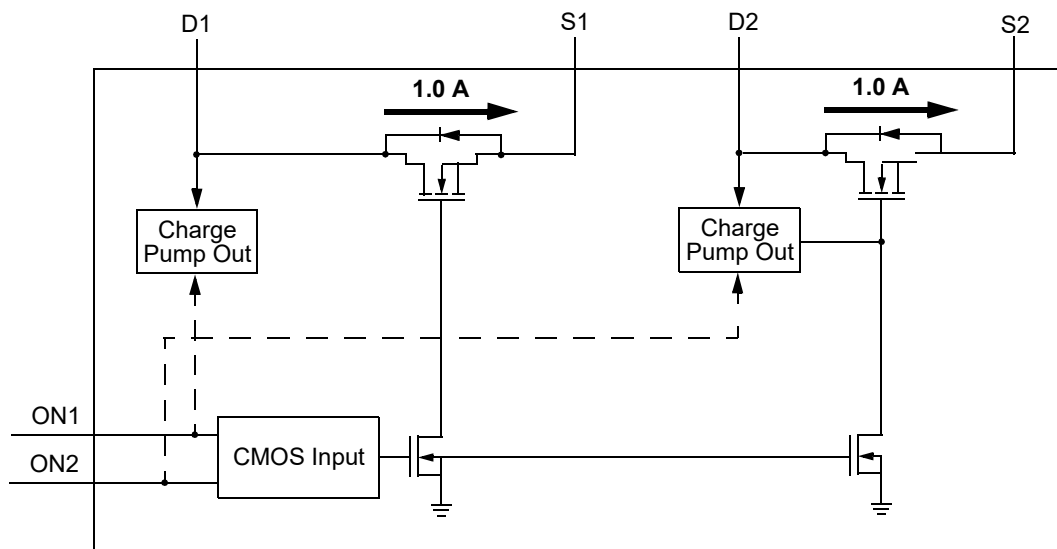 D1
S1
D2
S2
1.0 A
1.0 A
Charge
Pump Out
Charge
Pump Out
ON1
ON2
CMOS Input